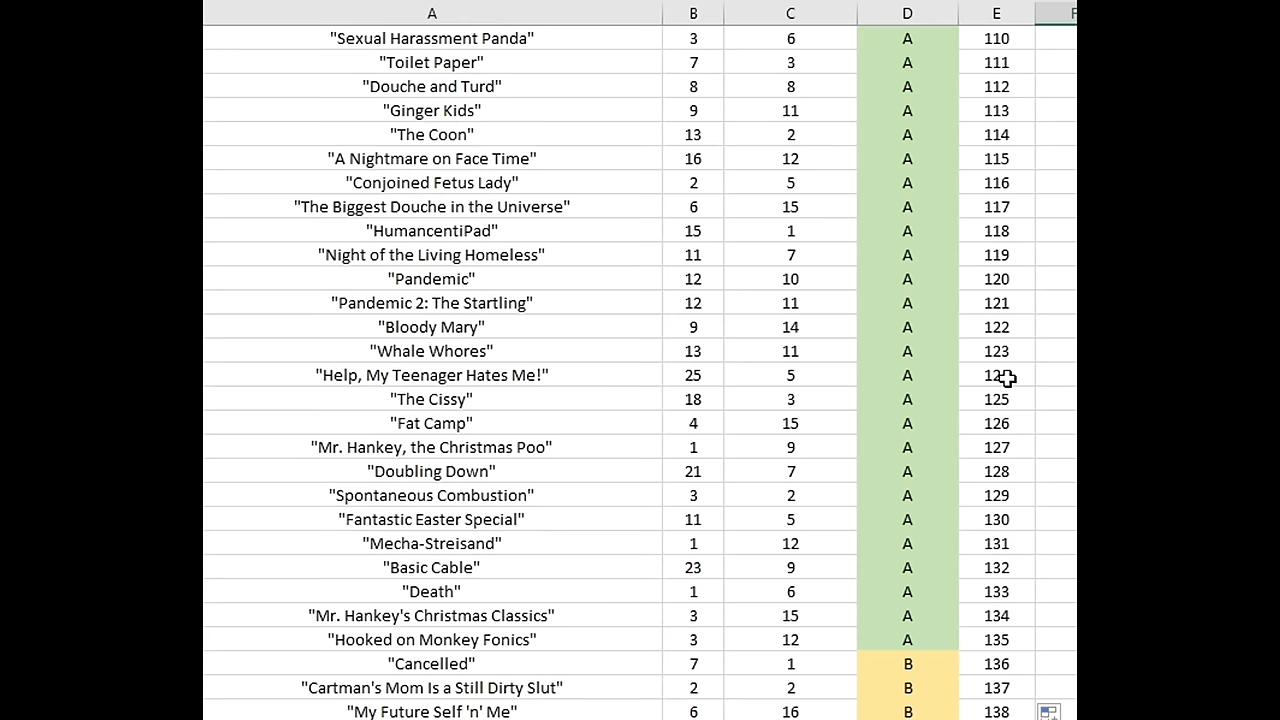 A B C D E F
"Sexual Harassment Panda" 3 6 A 110
"Toilet Paper" 7 3 A 111
"Douche and Turd" 8 8 A 112
"Ginger Kids" 9 11 A 113
"The Coon" 13 2 A 114
"A Nightmare on Face Time" 16 12 A 115
"Conjoined Fetus Lady" 2 5 A 116
"The Biggest Douche in the Universe" 6 15 A 117
"HumancentiPad" 15 1 A 118
"Night of the Living Homeless" 11 7 A 119
"Pandemic" 12 10 A 120
"Pandemic 2: The Startling" 12 11 A 121
"Bloody Mary" 9 14 A 122
"Whale Whores" 13 11 A 123
"Help, My Teenager Hates Me!" 25 5 A
"The Cissy" 18 3 A 125
"Fat Camp" 4 15 A 126
"Mr. Hankey, the Christmas Poo" 1 9 A 127
"Doubling Down" 21 7 A 128
"Spontaneous Combustion" 3 2 A 129
"Fantastic Easter Special" 11 5 A 130
"Mecha-Streisand" 1 12 A 131
"Basic Cable" 23 9 A 132
"Death" 1 6 A 133
"Mr. Hankey's Christmas Classics" 3 15 A 134
"Hooked on Monkey Fonics" 3 12 A 135
"Cancelled" 7 1 B 136
"Cartman's Mom Is a Still Dirty Slut" 2 2 B 137
"My Future Self 'n' Me" 6 16 B 138